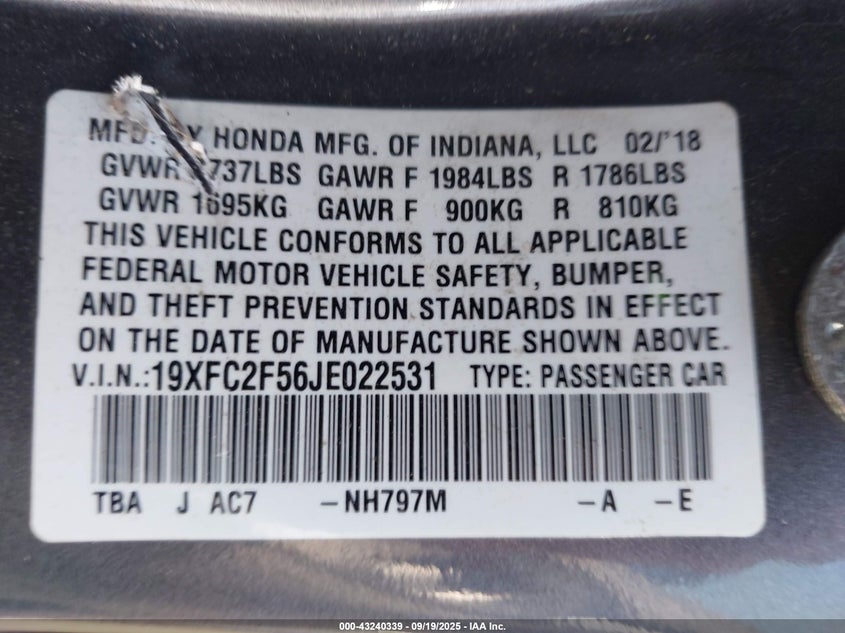 MFD. BY HONDA MFG. OF INDIANA, LLC 02/'18
GVWR 3737LBS GAWR F 1984LBS R 1786LBS
GVWR 1695KG GAWR F 900KG R 810KG
THIS VEHICLE CONFORMS TO ALL APPLICABLE
FEDERAL MOTOR VEHICLE SAFETY, BUMPER,
AND THEFT PREVENTION STANDARDS IN EFFECT
ON THE DATE OF MANUFACTURE SHOWN ABOVE.
V.I.N.:19XFC2F56JE022531 TYPE: PASSENGER CAR
TBA J AC7 -NH797M -A -E
000-43240339 - 09/19/2025 - IAA Inc.